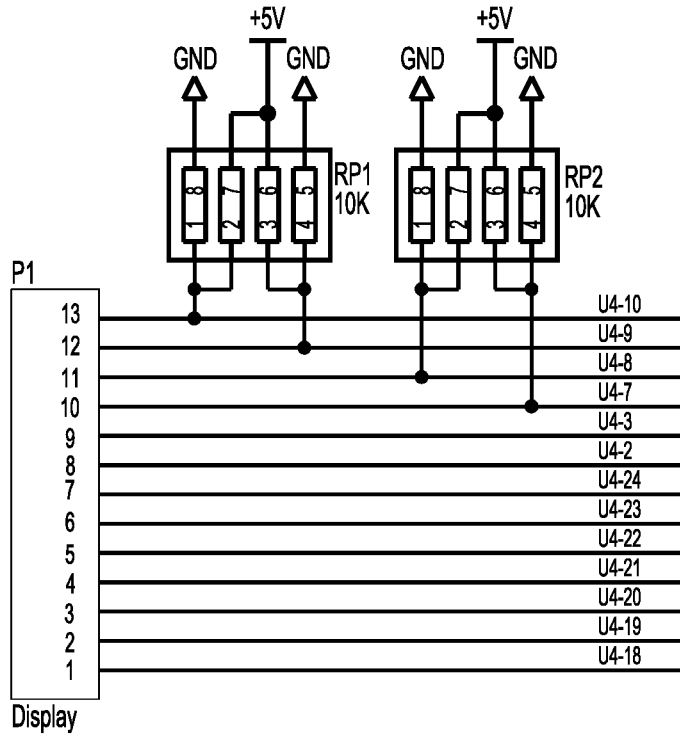 +5V +5V
GND GND GND GND
8 7 6 5 RP1 8 7 6 5 RP2
1 2 3 4 10K 1 2 3 4 10K
P1
13 U4-10
12 U4-9
11 U4-8
10 U4-7
9 U4-3
8 U4-2
7 U4-24
6 U4-23
5 U4-22
4 U4-21
3 U4-20
2 U4-19
1 U4-18
Display